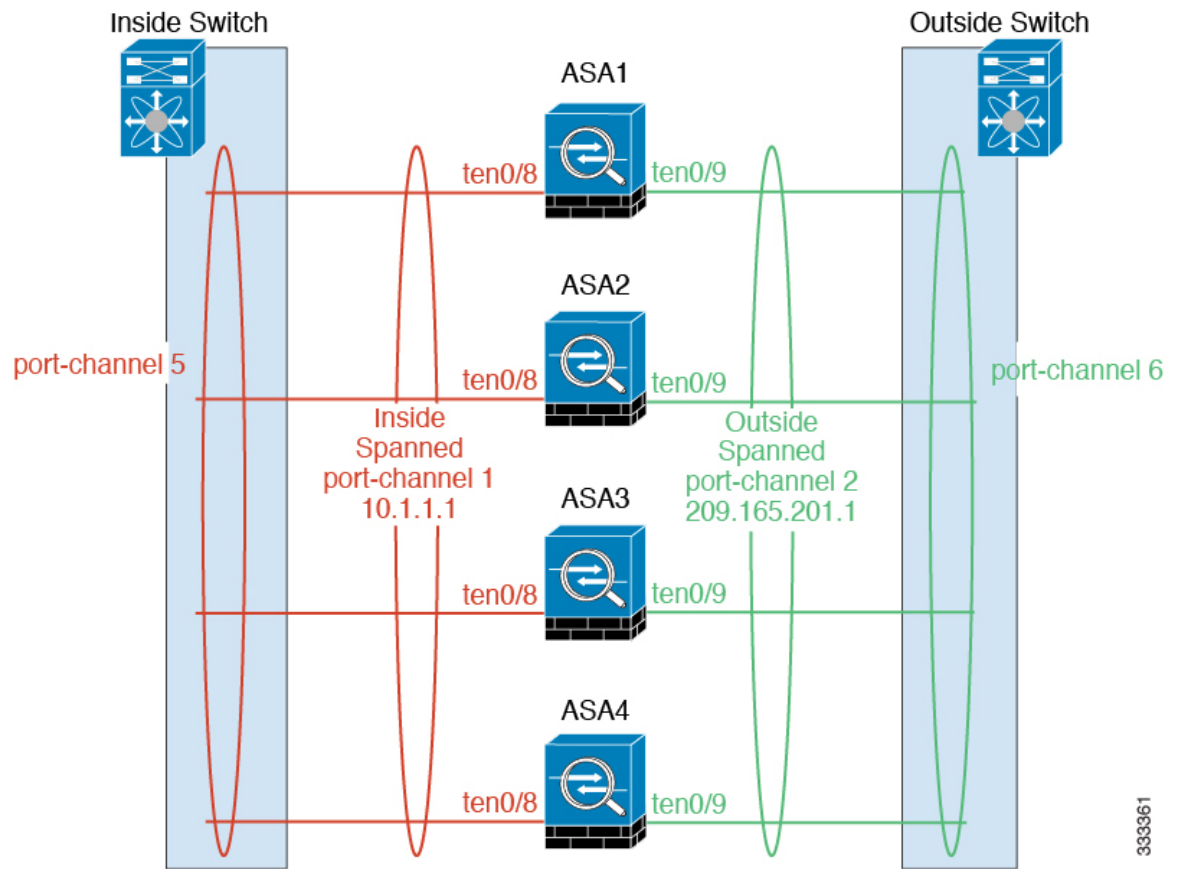 Inside Switch
Outside Switch
ASA1
ten0/8
ten0/9
ASA2
port-channel 5
ten0/8
ten0/9
port-channel 6
Inside
Spanned
port-channel 1
10.1.1.1
Outside
Spanned
port-channel 2
209.165.201.1
ASA3
ten0/8
ten0/9
ASA4
ten0/8
ten0/9
333361